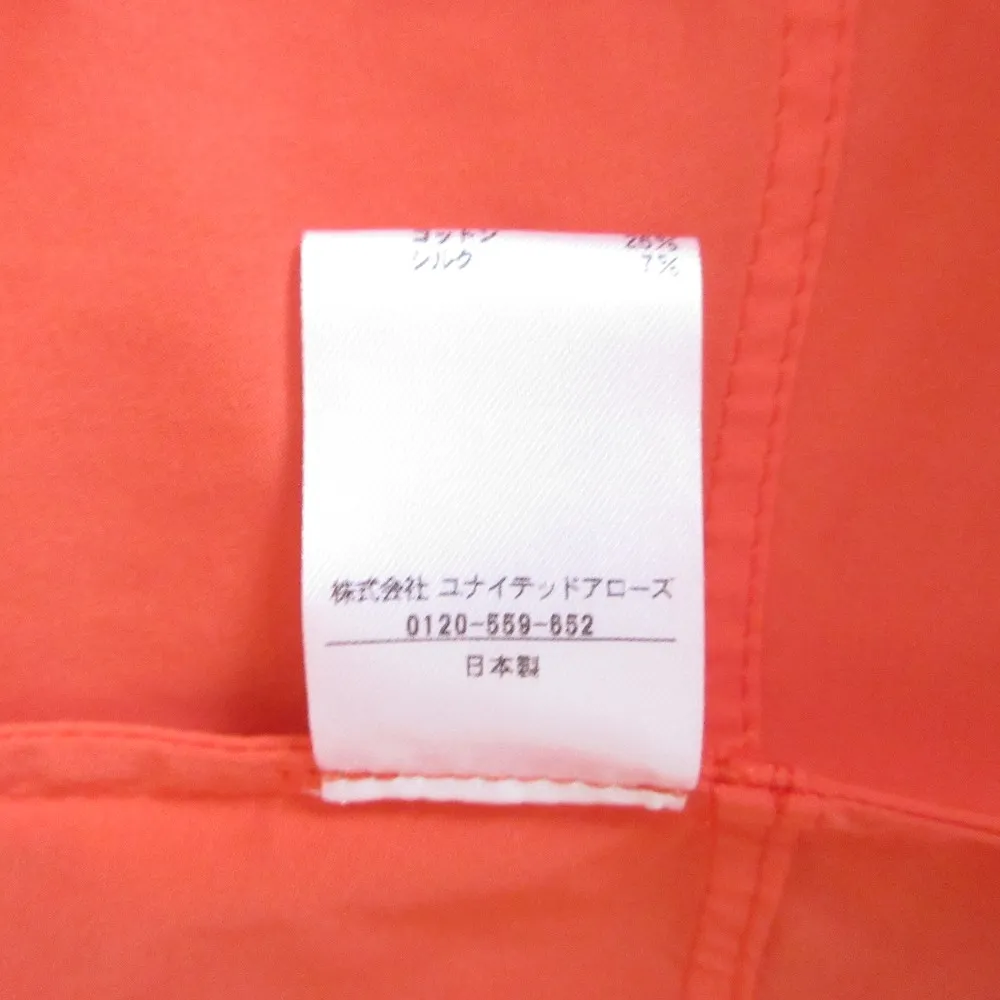 コットン 25%
シルク 7%
株式会社 ユナイテッドアローズ
0120-559-652
日本製